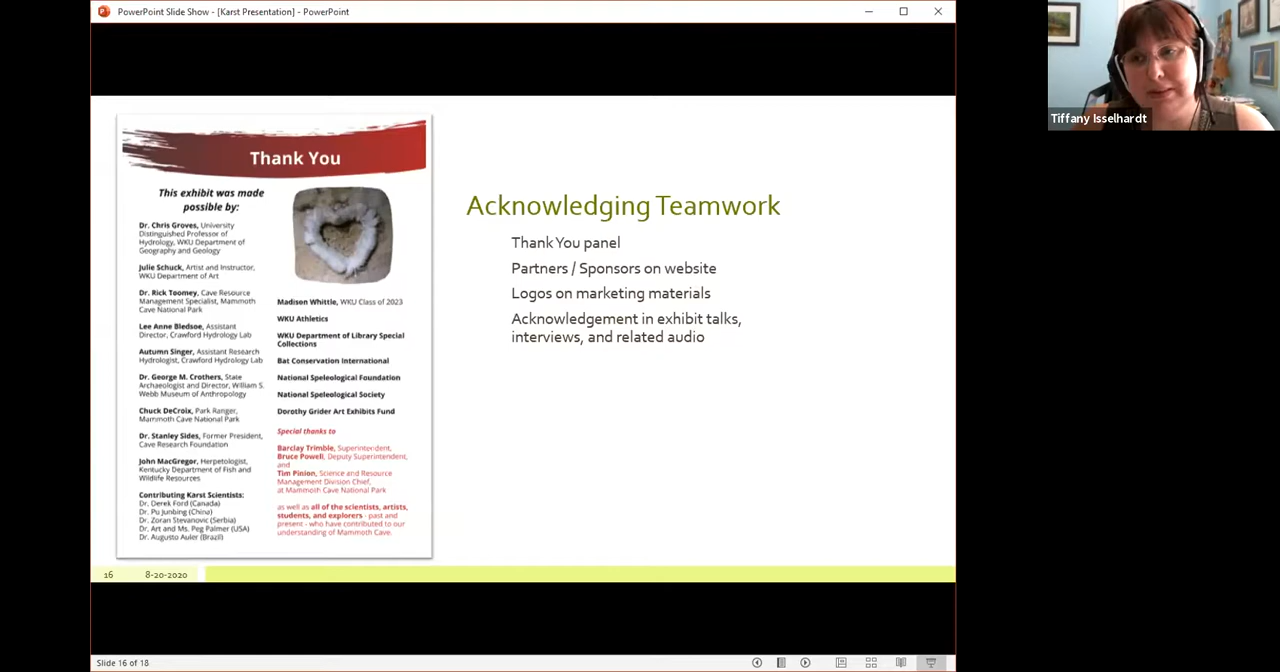 PowerPoint Slide Show - [Karst Presentation] - PowerPoint
Tiffany Isselhardt
Thank You
This exhibit was made
possible by:
Dr. Chris Groves, University
Distinguished Professor of
Hydrology, WKU Department of
Geography and Geology
Julie Schuck, Artist and Instructor,
WKU Department of Art
Dr. Rick Toomey, Cave Resource
Management Specialist, Mammoth
Cave National Park
Lee Anne Bledsoe, Assistant
Director, Crawford Hydrology Lab
Autumn Singer, Assistant Research
Hydrologist, Crawford Hydrology Lab
Dr. George M. Crothers, State
Archaeologist and Director, William S.
Webb Museum of Anthropology
Chuck DeCroix, Park Ranger,
Mammoth Cave National Park
Dr. Stanley Sides, Former President,
Cave Research Foundation
John MacGregor, Herpetologist,
Kentucky Department of Fish and
Wildlife Resources
Contributing Karst Scientists:
Dr. Derek Ford (Canada)
Dr. Pu Junbing (China)
Dr. Zoran Stevanovic (Serbia)
Dr. Art and Ms. Peg Palmer (USA)
Dr. Augusto Auler (Brazil)
Madison Whittle, WKU Class of 2023
WKU Athletics
WKU Department of Library Special
Collections
Bat Conservation International
National Speleological Foundation
National Speleological Society
Dorothy Grider Art Exhibits Fund
Special thanks to
Barclay Trimble, Superintendent,
Bruce Powell, Deputy Superintendent,
and
Tim Pinion, Science and Resource
Management Division Chief,
at Mammoth Cave National Park
as well as all of the scientists, artists,
students, and explorers - past and
present - who have contributed to our
understanding of Mammoth Cave.
Acknowledging Teamwork
Thank You panel
Partners / Sponsors on website
Logos on marketing materials
Acknowledgement in exhibit talks,
interviews, and related audio
16 8-20-2020
Slide 16 of 18